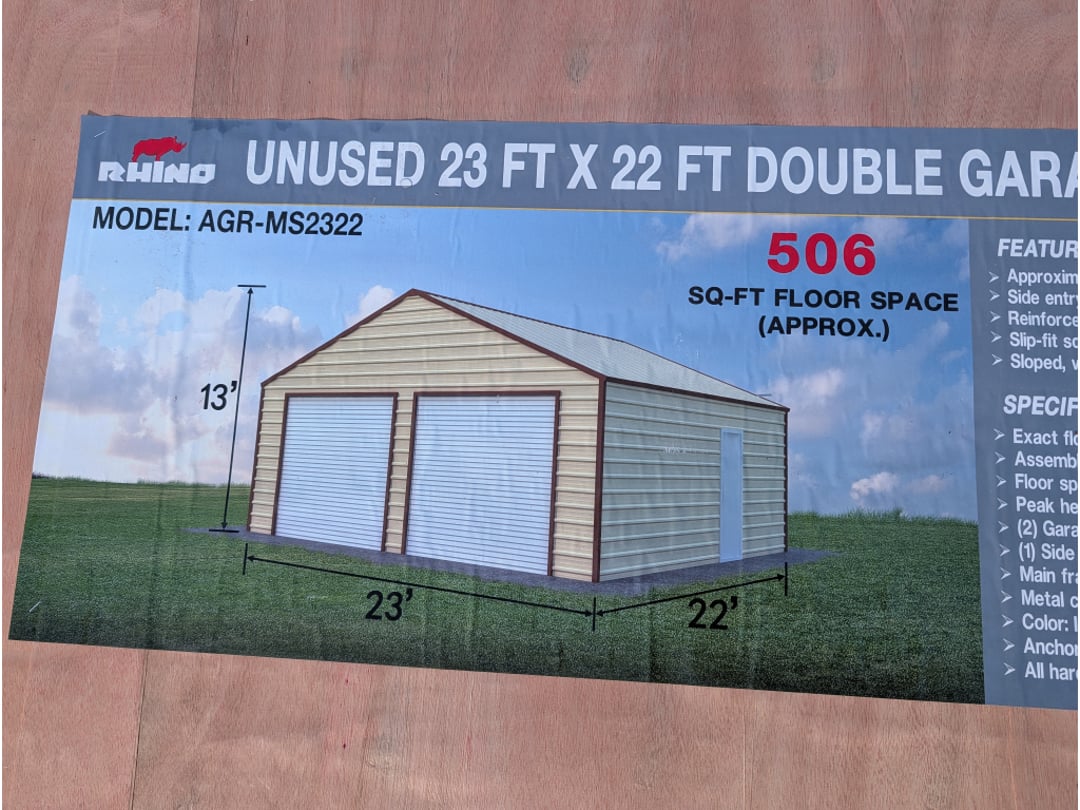 RHINO
UNUSED 23 FT X 22 FT DOUBLE GARA
MODEL: AGR-MS2322
506
SQ-FT FLOOR SPACE
(APPROX.)
13'
23'
22'
FEATUR
➢ Approxim
➢ Side entry
➢ Reinforce
➢ Slip-fit
➢ Sloped,
SPECIF
➢ Exact flo
➢ Assembl
➢ Floor sp
➢ Peak he
➢ (2) Gara
➢ (1) Side
➢ Main fra
➢ Metal c
➢ Color:
➢ Anchor
➢ All har